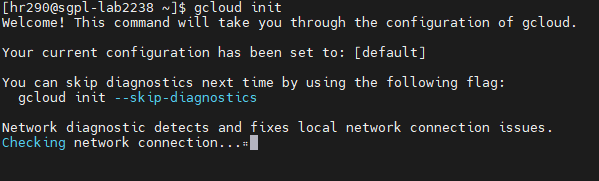 [hr290@sgpl-lab2238 ~]$ gcloud init
Welcome! This command will take you through the configuration of gcloud.
Your current configuration has been set to: [default]
You can skip diagnostics next time by using the following flag:
  gcloud init --skip-diagnostics
Network diagnostic detects and fixes local network connection issues.
Checking network connection...